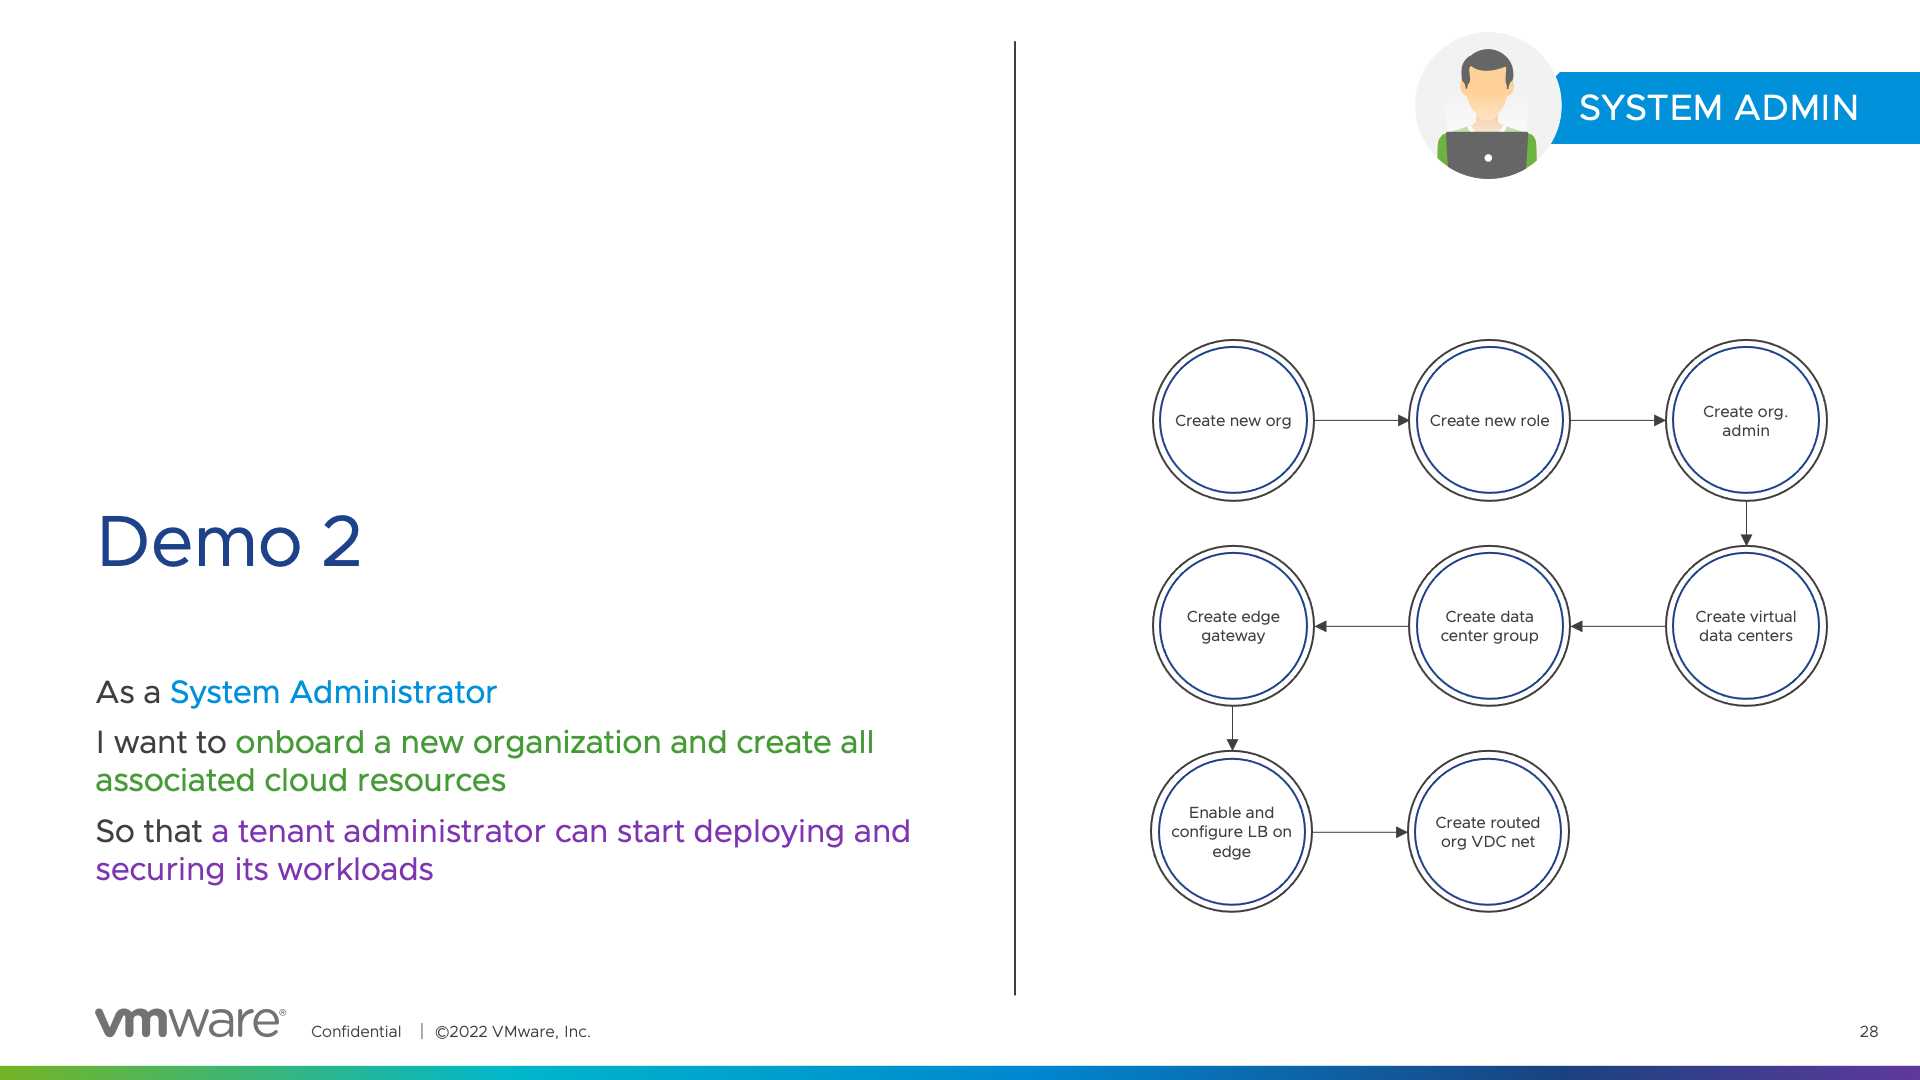 SYSTEM ADMIN
Demo 2
As a System Administrator
I want to onboard a new organization and create all
associated cloud resources
So that a tenant administrator can start deploying and
securing its workloads
Create new org
Create new role
Create org.
admin
Create virtual
data centers
Create data
center group
Create edge
gateway
Enable and
configure LB on
edge
Create routed
org VDC net
vmware®
Confidential | ©2022 VMware, Inc.
28